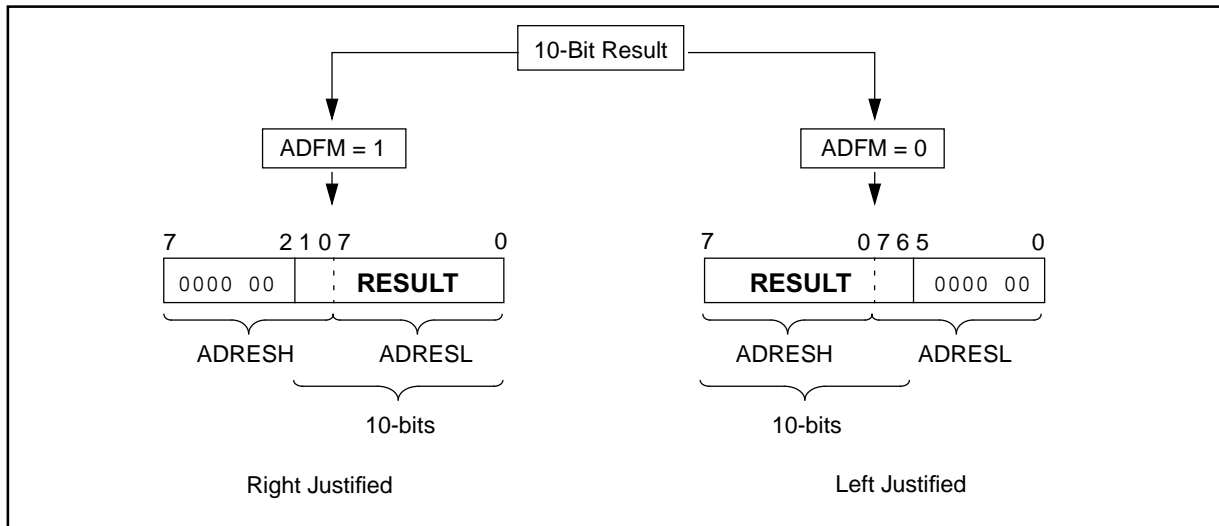 10-Bit Result
ADFM = 1
ADFM = 0
7 2 1 0 7 0
7 0 7 6 5 0
0000 00 RESULT
RESULT 0000 00
ADRESH ADRESL
ADRESH ADRESL
10-bits
10-bits
Right Justified
Left Justified